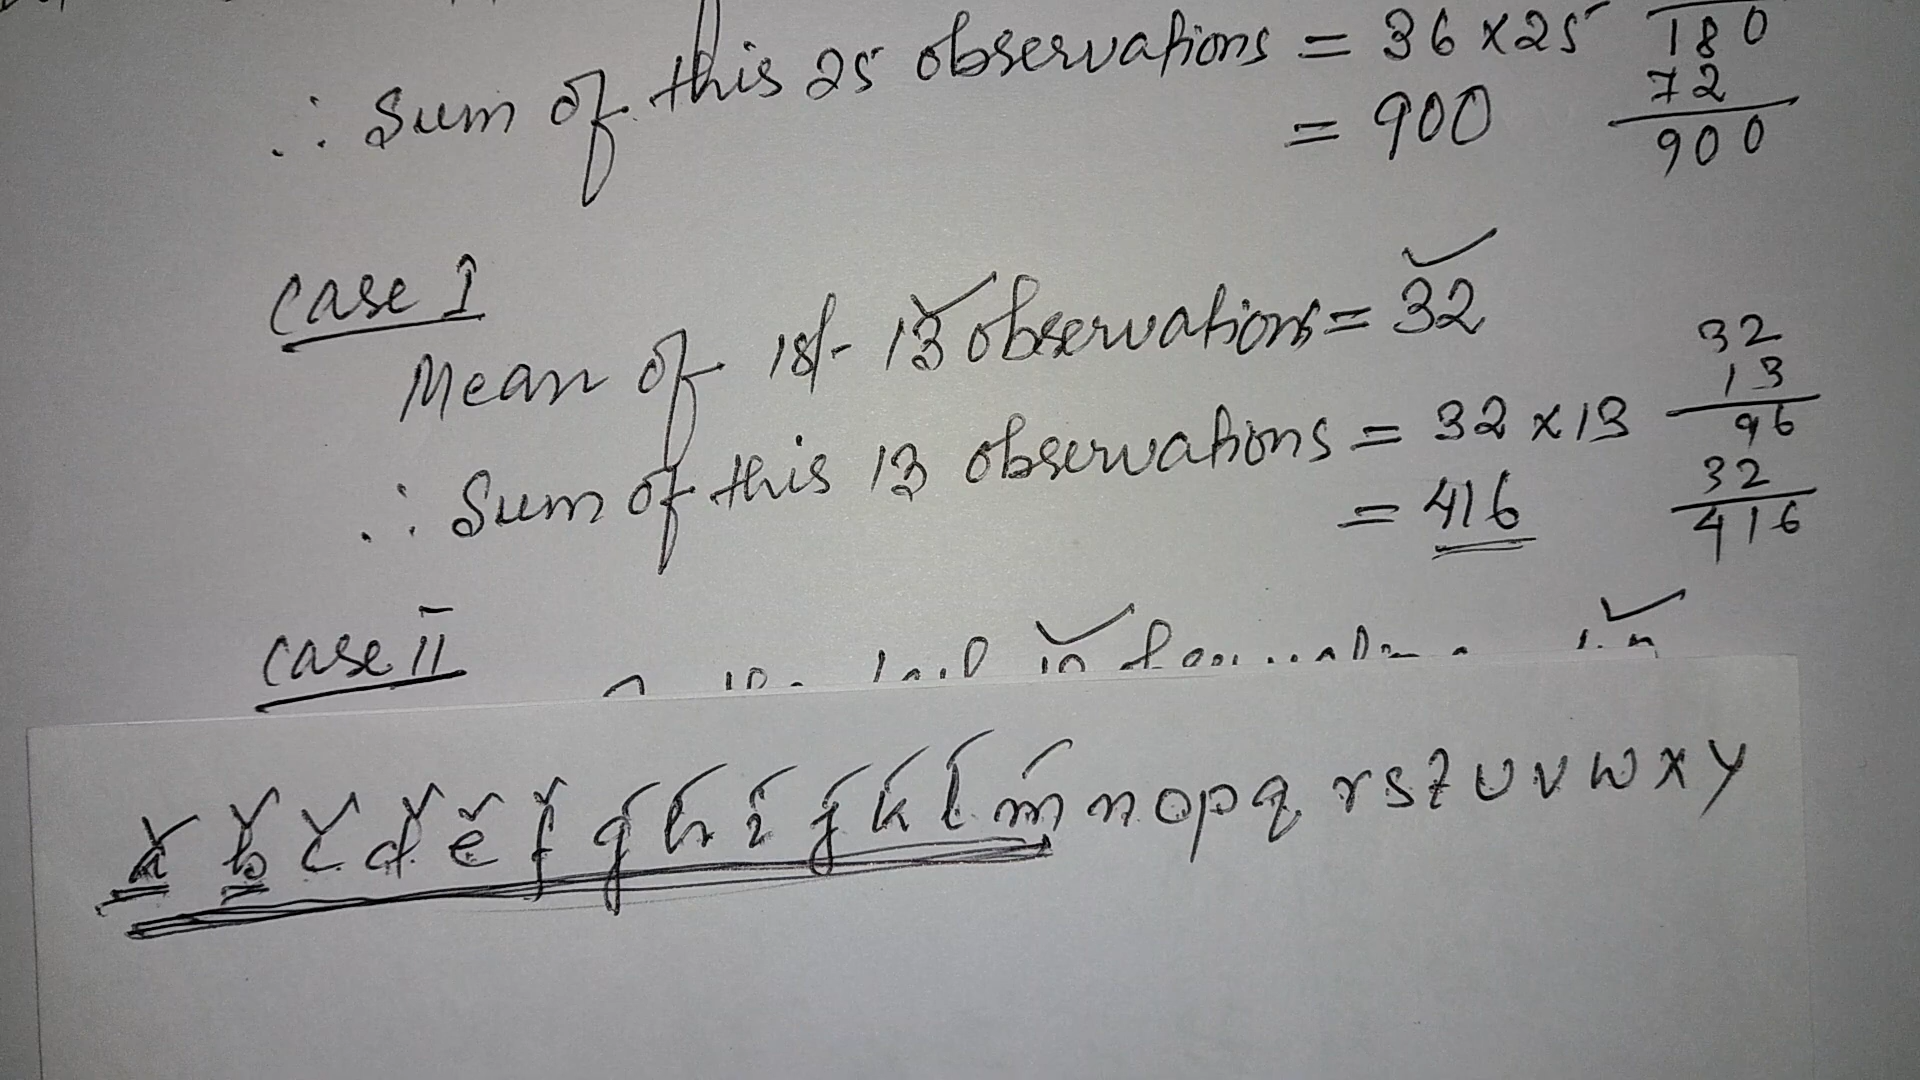 ∴ Sum of this 25 observations = 36 × 25
= 900
180
72
900
Case I
Mean of 1st 13 observations = 32
∴ Sum of this 13 observations = 32 × 13
= 416
32
13
96
32
416
Case II
a b c d e f g h i j k l m n o p q r s t u v w x y